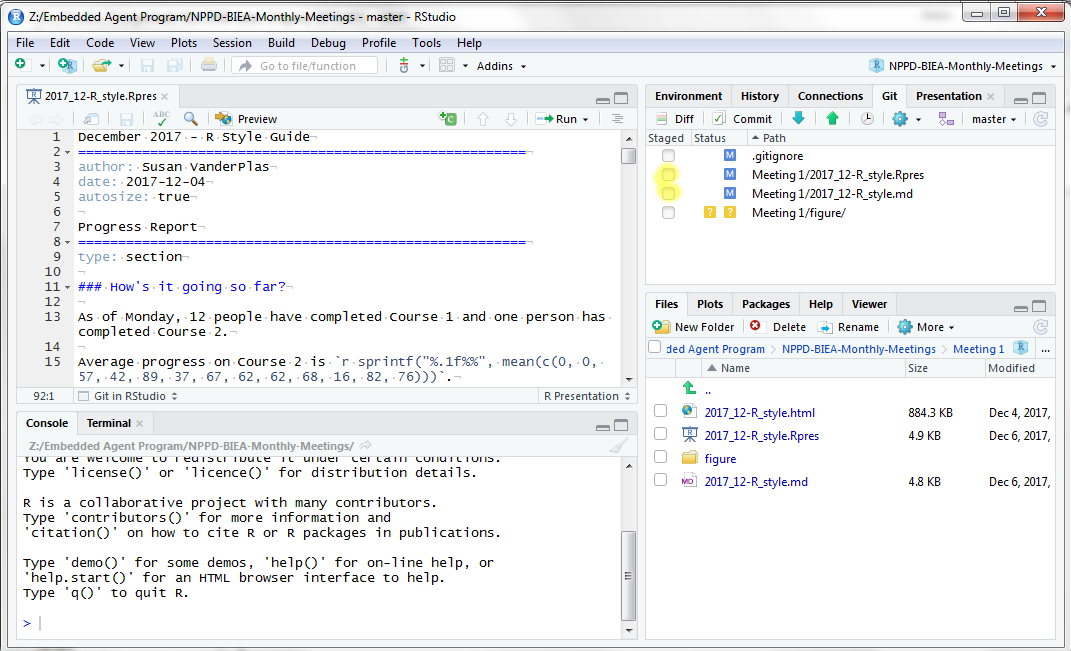 Z:/Embedded Agent Program/NPPD-BIEA-Monthly-Meetings - master - RStudio
File Edit Code View Plots Session Build Debug Profile Tools Help
Go to file/function Addins NPPD-BIEA-Monthly-Meetings
2017_12-R_style.Rpres
ABC Preview Run
1 December 2017 - R Style Guide
2 ========================================================
3 author: Susan VanderPlas
4 date: 2017-12-04
5 autosize: true
6
7 Progress Report
8 ========================================================
9 type: section
10
11 ### How's it going so far?
12
13 As of Monday, 12 people have completed Course 1 and one person has
completed Course 2.
14
15 Average progress on Course 2 is `r sprintf("%.1f%%", mean(c(0, 0,
57, 42, 89, 37, 67, 62, 62, 68, 16, 82, 76)))`.
92:1 Git in RStudio R Presentation
Console Terminal
Z:/Embedded Agent Program/NPPD-BIEA-Monthly-Meetings/
You are welcome to redistribute it under certain conditions.
Type 'license()' or 'licence()' for distribution details.
R is a collaborative project with many contributors.
Type 'contributors()' for more information and
'citation()' on how to cite R or R packages in publications.
Type 'demo()' for some demos, 'help()' for on-line help, or
'help.start()' for an HTML browser interface to help.
Type 'q()' to quit R.
>
Environment History Connections Git Presentation
Diff Commit master
Staged Status Path
M .gitignore
M Meeting 1/2017_12-R_style.Rpres
M Meeting 1/2017_12-R_style.md
? ? Meeting 1/figure/
Files Plots Packages Help Viewer
New Folder Delete Rename More
ded Agent Program > NPPD-BIEA-Monthly-Meetings > Meeting 1 ...
Name Size Modified
..
2017_12-R_style.html 884.3 KB Dec 4, 2017,
2017_12-R_style.Rpres 4.9 KB Dec 6, 2017,
figure
MD 2017_12-R_style.md 4.8 KB Dec 6, 2017,